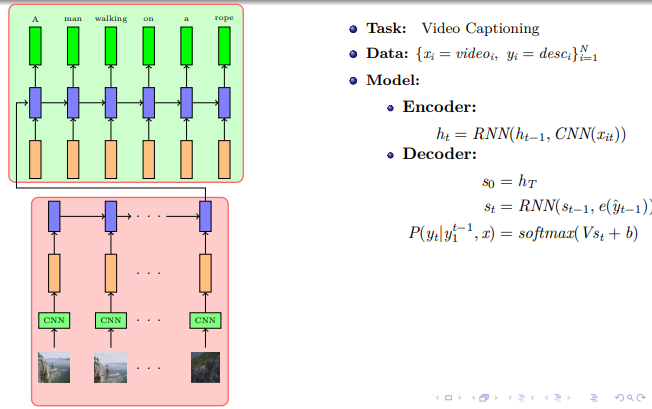 A man walking on a rope
CNN CNN · · · CNN
Task: Video Captioning
Data: {x_i = video_i, y_i = desc_i}_{i=1}^N
Model:
Encoder:
h_t = RNN(h_{t−1}, CNN(x_{it}))
Decoder:
s_0 = h_T
s_t = RNN(s_{t−1}, e(ŷ_{t−1}))
P(y_t|y_1^{t−1}, x) = softmax(Vs_t + b)